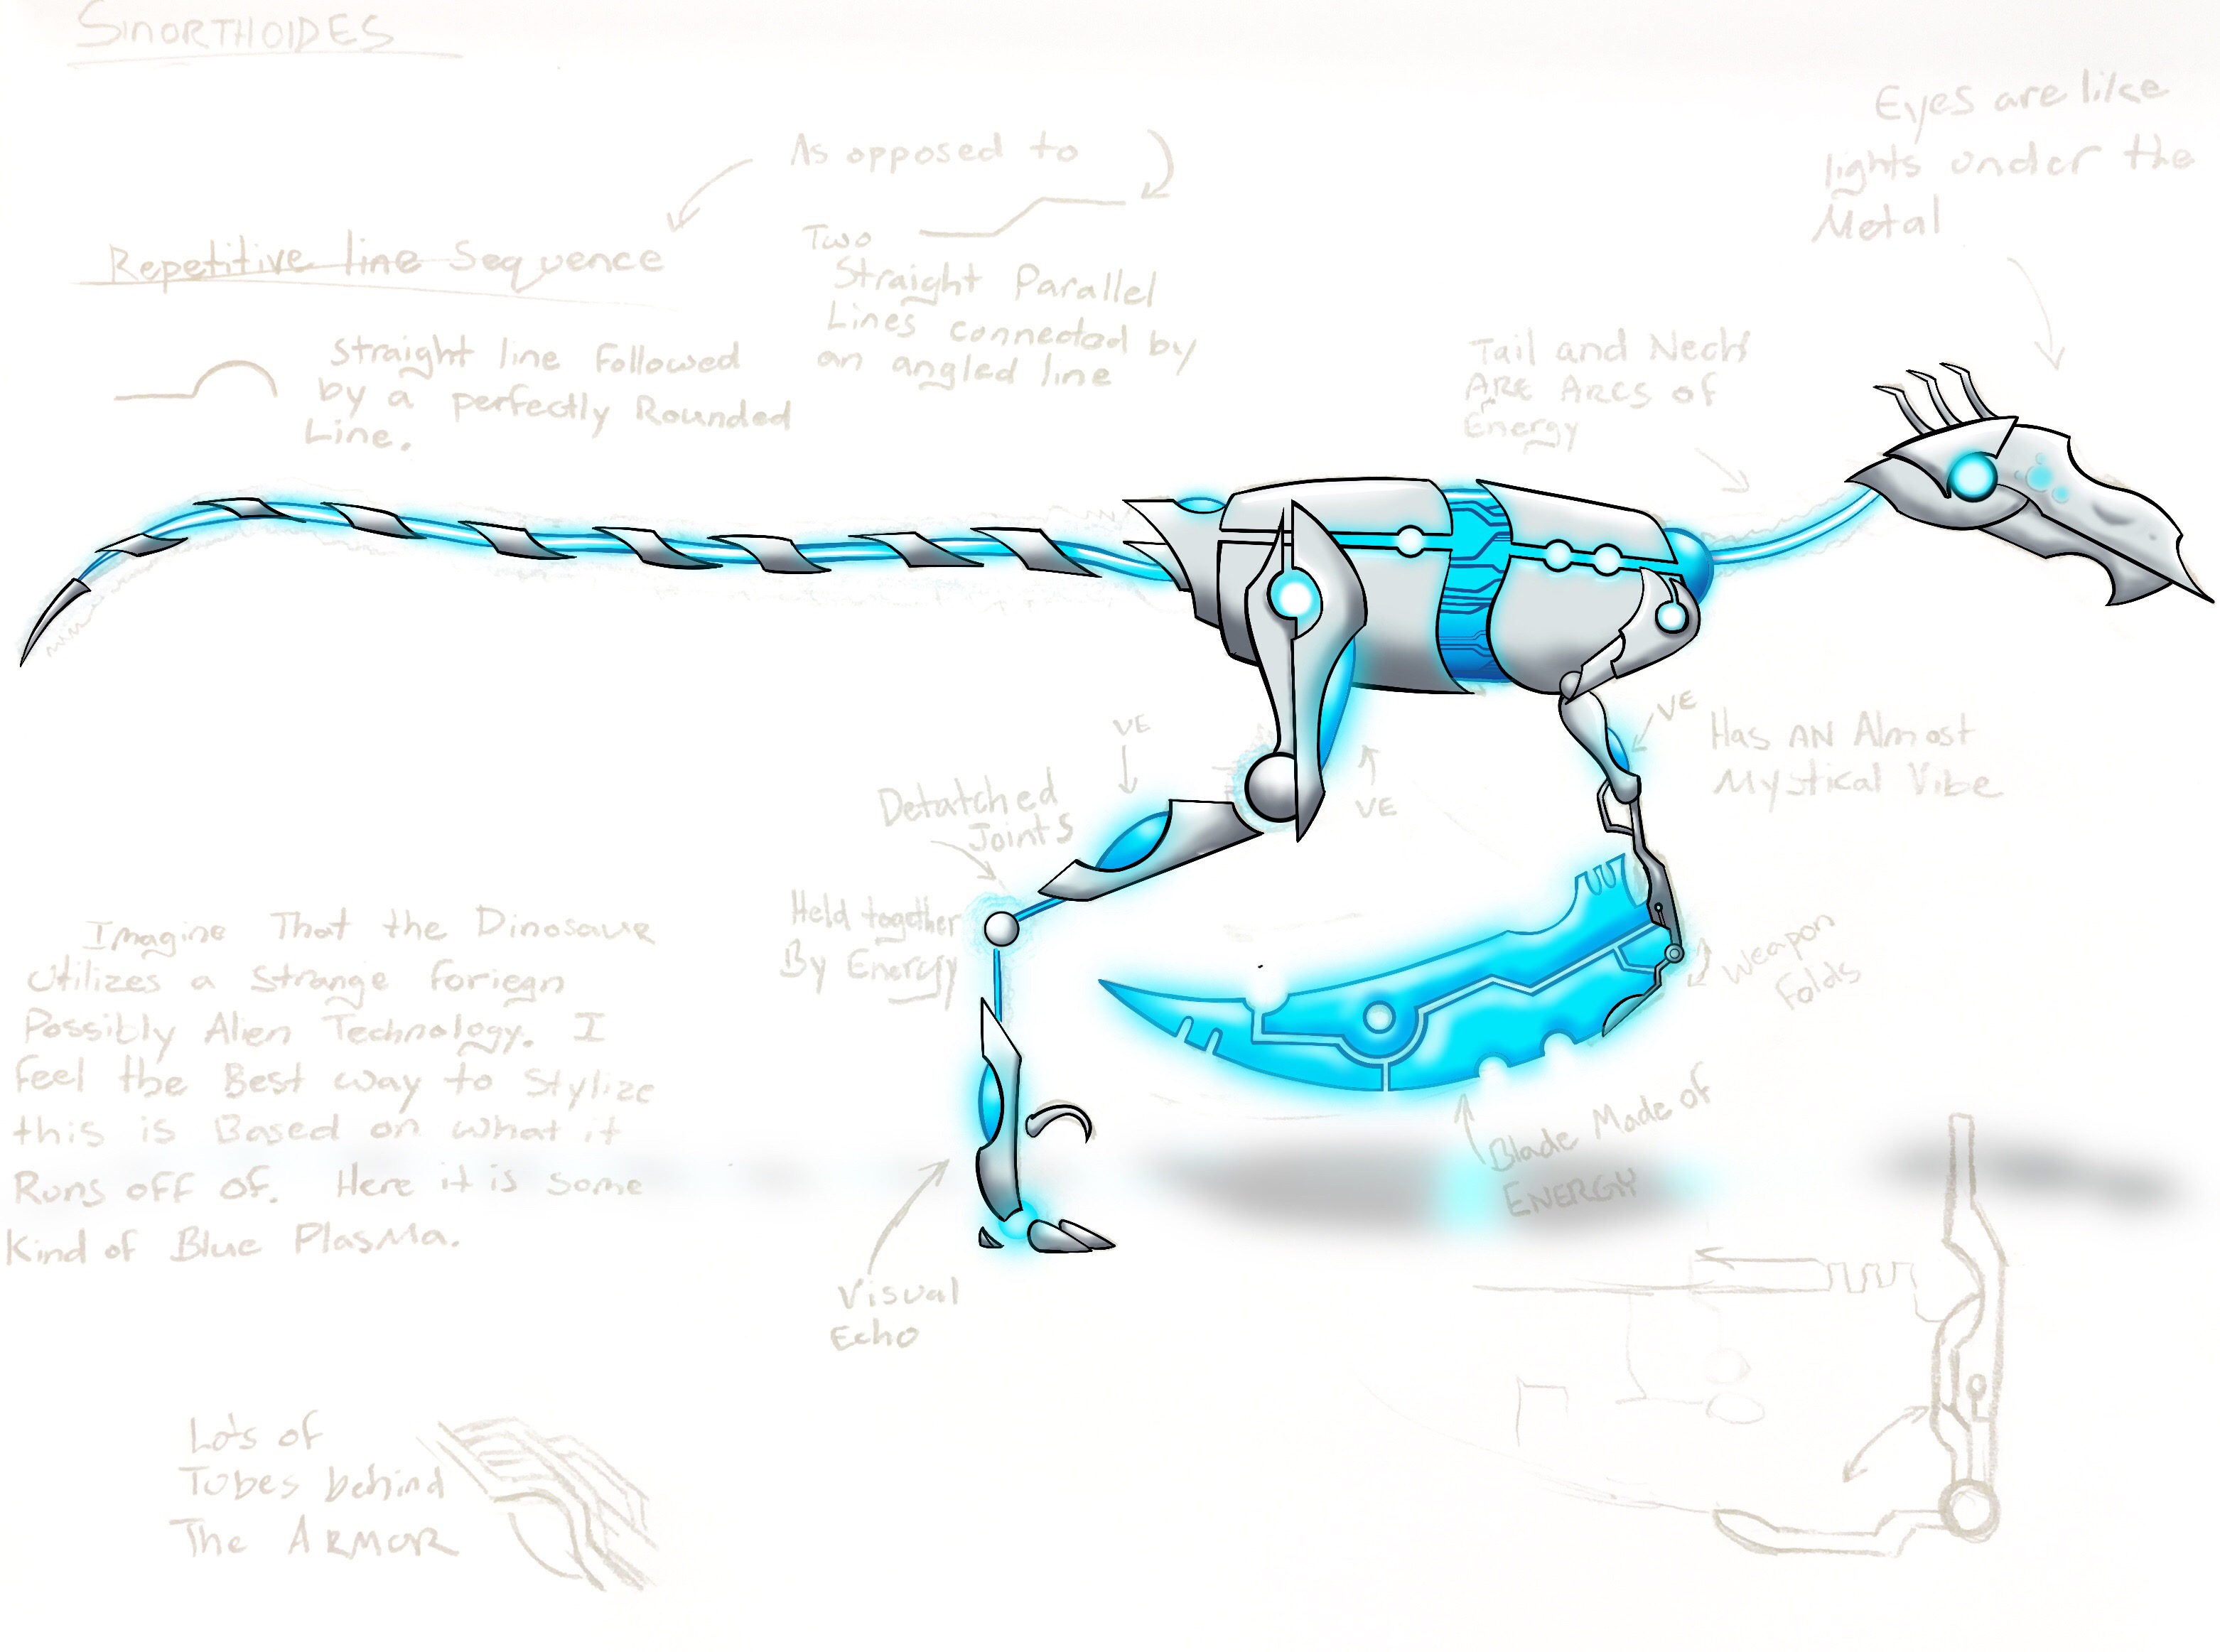 SINORTHOIDES
As opposed to
Repetitive line Sequence
Two
Straight Parallel
Lines connected by
an angled line
Straight line Followed
by a perfectly Rounded
Line.
Eyes are like
lights under the
Metal
Tail and Neck
ARE ARCS of
Energy
VE
VE
VE
Has AN Almost
Mystical Vibe
Detatched
Joints
Held together
By Energy
Weapon
Folds
Blade Made of
ENERGY
Imagine That the Dinosaur
Utilizes a Strange foriegn
Possibly Alien Technology. I
feel the Best way to Stylize
this is Based on what it
Runs off of. Here it is some
Kind of Blue Plasma.
Visual
Echo
Lots of
Tubes behind
The ARMOR